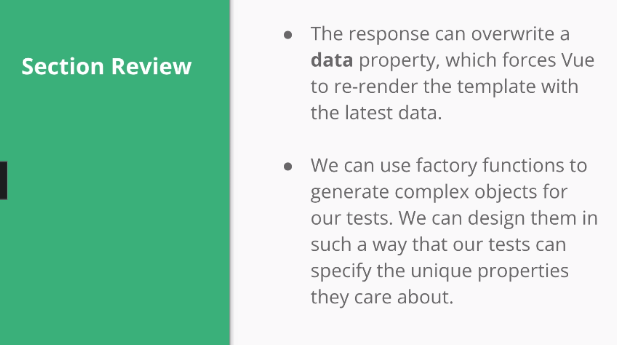 Section Review
● The response can overwrite a
data property, which forces Vue
to re-render the template with
the latest data.
● We can use factory functions to
generate complex objects for
our tests. We can design them in
such a way that our tests can
specify the unique properties
they care about.